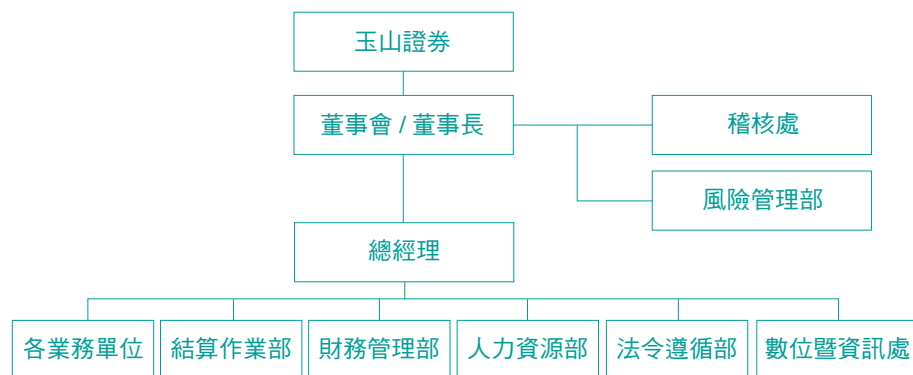 玉山證券
董事會 / 董事長
稽核處
風險管理部
總經理
各業務單位
結算作業部
財務管理部
人力資源部
法令遵循部
數位暨資訊處